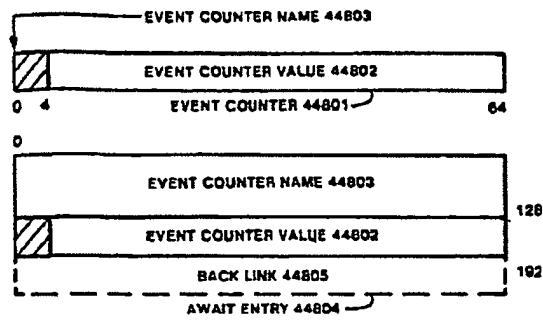 EVENT COUNTER NAME 44803
EVENT COUNTER VALUE 44802
0 4 EVENT COUNTER 44801 64
0
EVENT COUNTER NAME 44803
128
EVENT COUNTER VALUE 44802
BACK LINK 44805 192
AWAIT ENTRY 44804